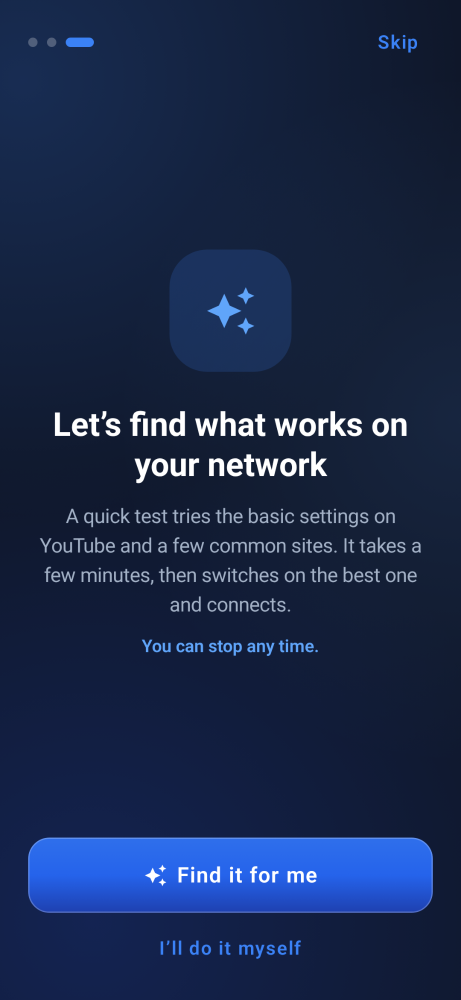 Skip
Let’s find what works on
your network
A quick test tries the basic settings on
YouTube and a few common sites. It takes a
few minutes, then switches on the best one
and connects.
You can stop any time.
Find it for me
I’ll do it myself